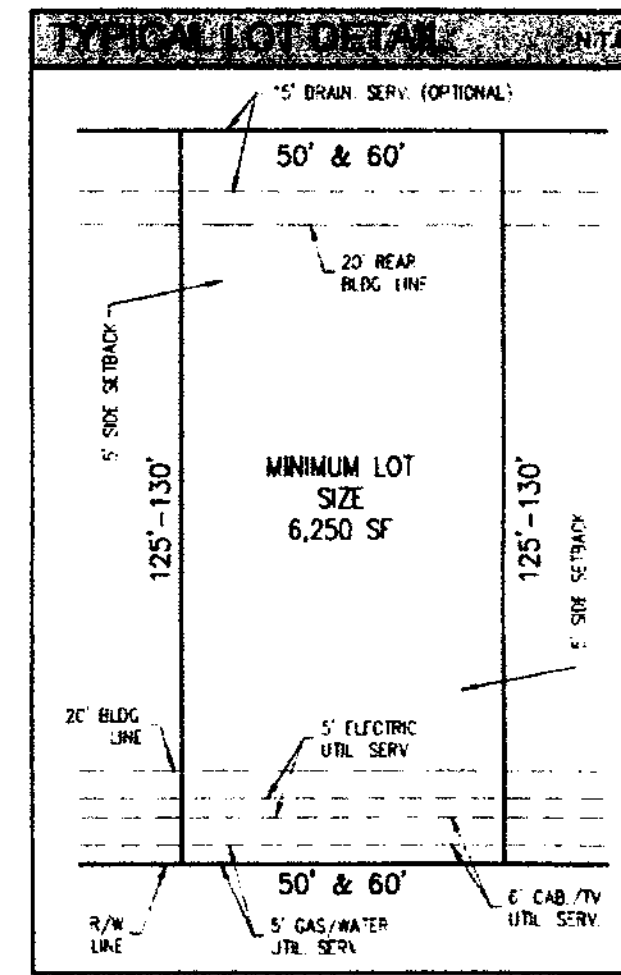 TYPICAL LOT DETAIL
DRAIN. SERV. (OPTIONAL)
50' & 60'
20' REAR
BLDG LINE
5' SIDE SETBACK
125'-130'
MINIMUM LOT
SIZE
6,250 SF
125'-130'
SIDE SETBACK
20' BLDG
LINE
5' ELECTRIC
UTIL SERV
50' & 60'
R/W
LINE
5' GAS/WATER
UTIL. SERV.
CAB./TV
UTIL. SERV.